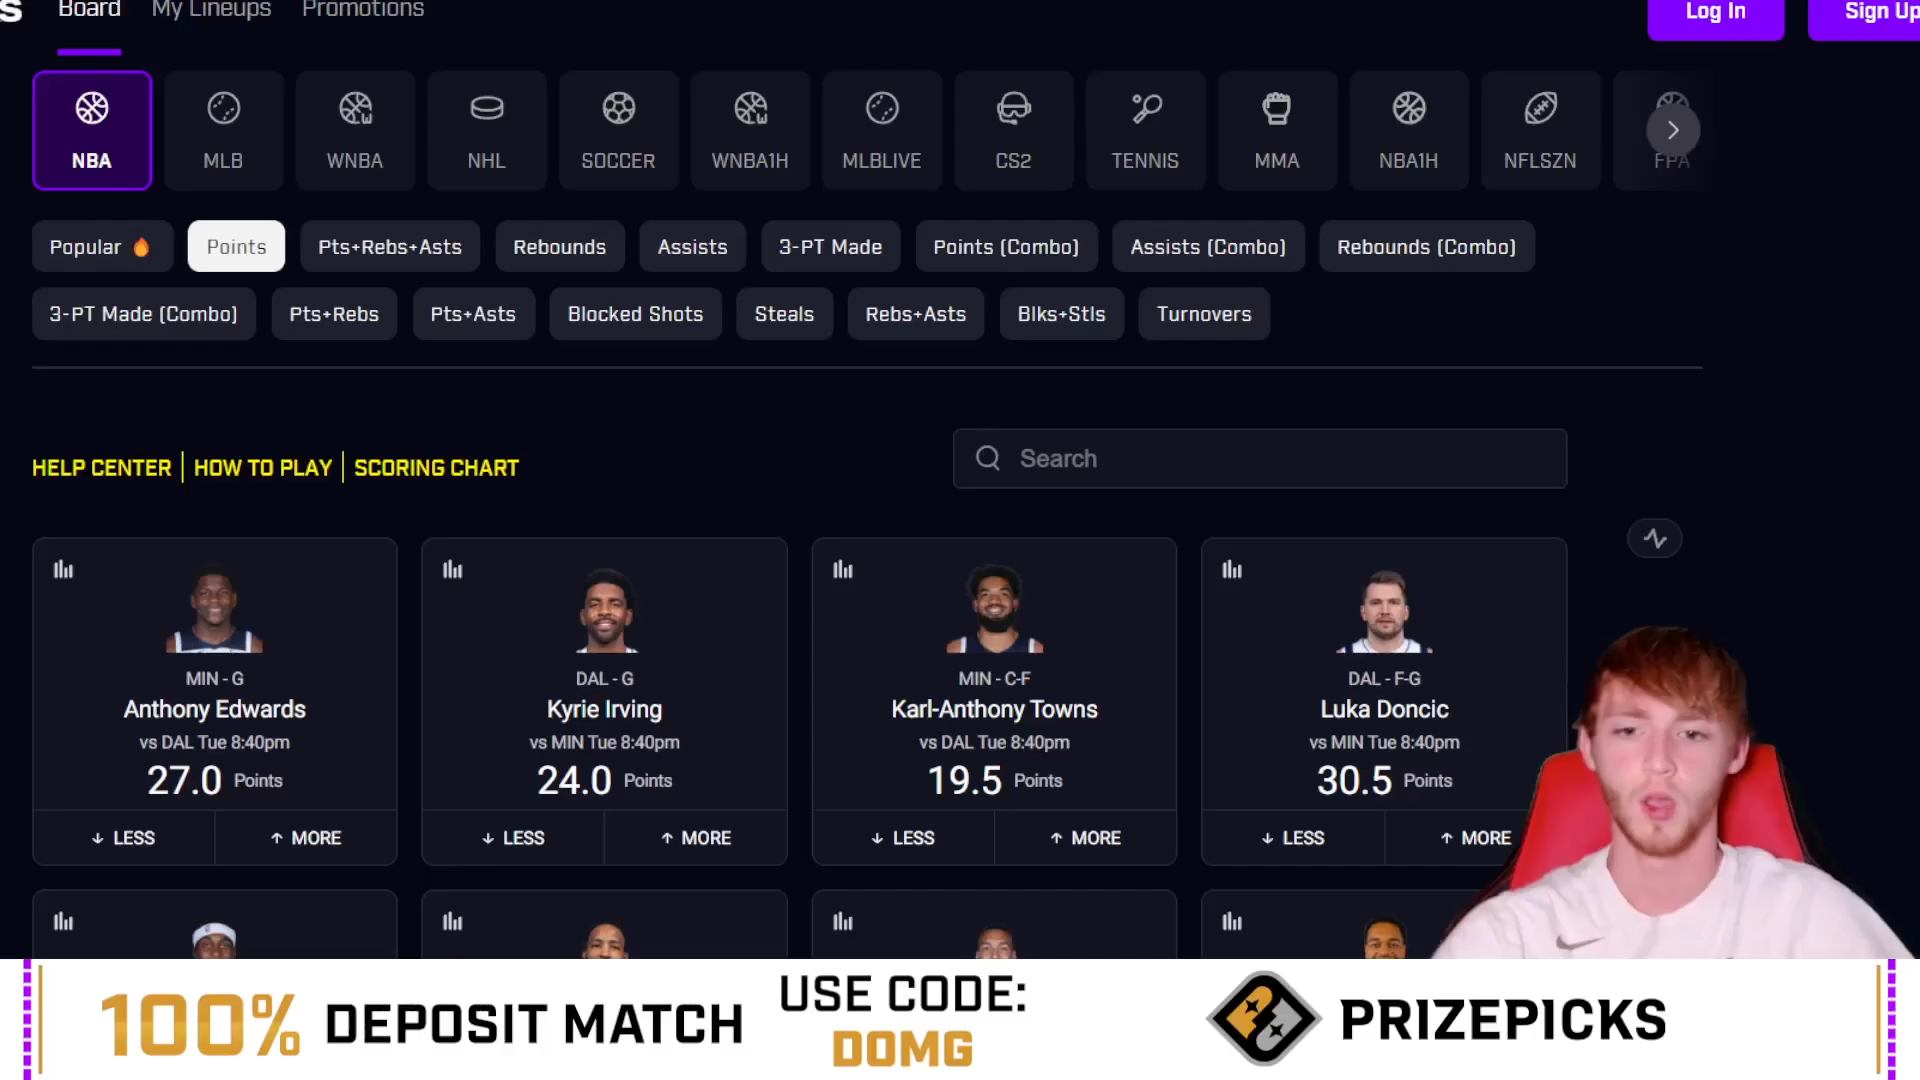 s Board My Lineups Promotions Log In Sign Up
NBA MLB WNBA NHL SOCCER WNBA1H MLBLIVE CS2 TENNIS MMA NBA1H NFLSZN FPA
Popular Points Pts+Rebs+Asts Rebounds Assists 3-PT Made Points (Combo) Assists (Combo) Rebounds (Combo)
3-PT Made (Combo) Pts+Rebs Pts+Asts Blocked Shots Steals Rebs+Asts Blks+Stls Turnovers
HELP CENTER HOW TO PLAY SCORING CHART
Search
MIN - G
Anthony Edwards
vs DAL Tue 8:40pm
27.0 Points
LESS MORE
DAL - G
Kyrie Irving
vs MIN Tue 8:40pm
24.0 Points
LESS MORE
MIN - C-F
Karl-Anthony Towns
vs DAL Tue 8:40pm
19.5 Points
LESS MORE
DAL - F-G
Luka Doncic
vs MIN Tue 8:40pm
30.5 Points
LESS MORE
100% DEPOSIT MATCH
USE CODE:
DOMG
PRIZEPICKS